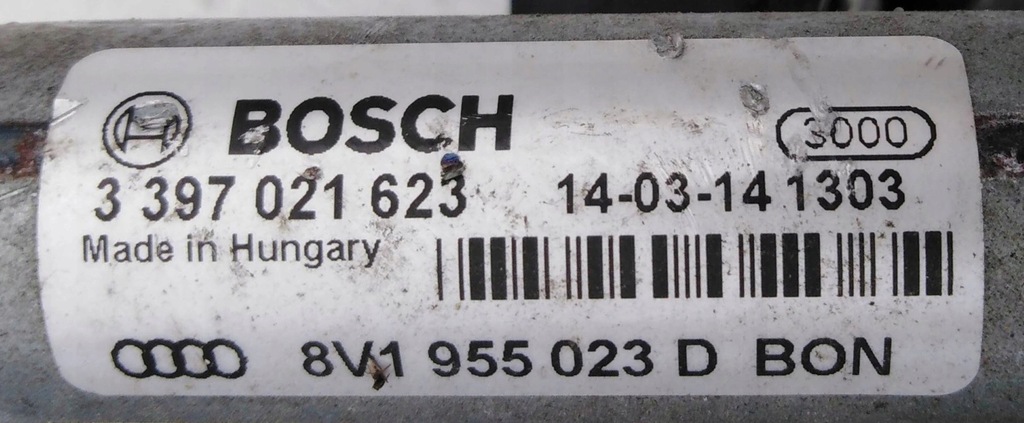 BOSCH 3000
3 397 021 623 14-03-14 1303
Made in Hungary
8V1 955 023 D BON